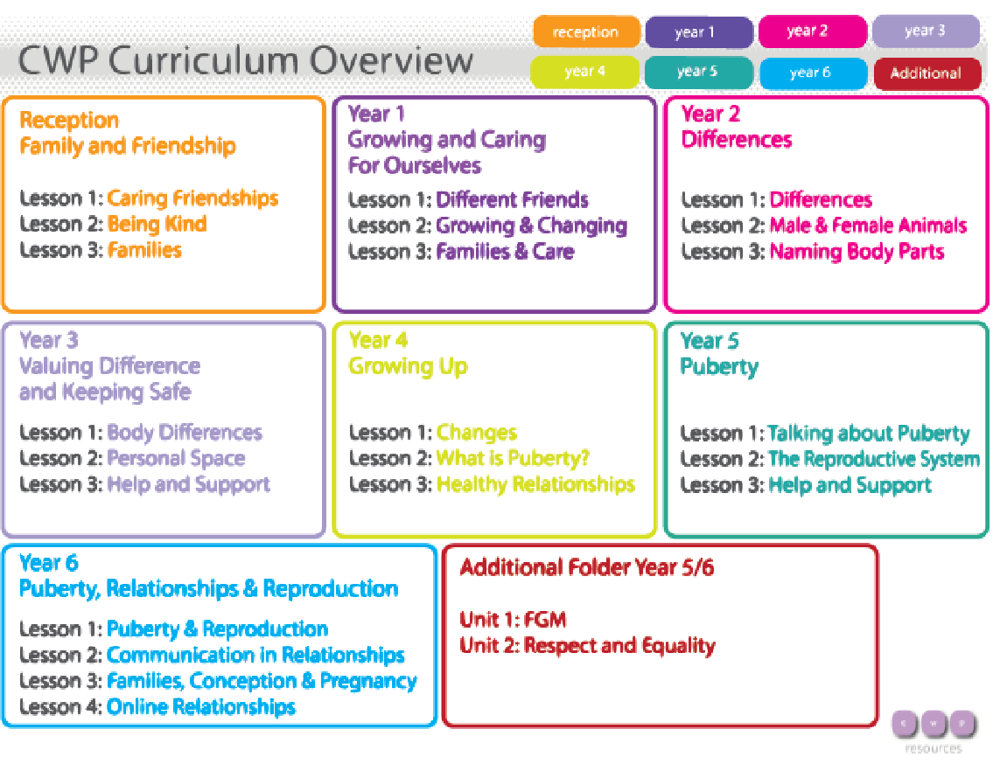 CWP Curriculum Overview
reception
year 1
year 2
year 3
year 4
year 5
year 6
Additional
Reception
Family and Friendship
Lesson 1: Caring Friendships
Lesson 2: Being Kind
Lesson 3: Families
Year 1
Growing and Caring
For Ourselves
Lesson 1: Different Friends
Lesson 2: Growing & Changing
Lesson 3: Families & Care
Year 2
Differences
Lesson 1: Differences
Lesson 2: Male & Female Animals
Lesson 3: Naming Body Parts
Year 3
Valuing Difference
and Keeping Safe
Lesson 1: Body Differences
Lesson 2: Personal Space
Lesson 3: Help and Support
Year 4
Growing Up
Lesson 1: Changes
Lesson 2: What is Puberty?
Lesson 3: Healthy Relationships
Year 5
Puberty
Lesson 1: Talking about Puberty
Lesson 2: The Reproductive System
Lesson 3: Help and Support
Year 6
Puberty, Relationships & Reproduction
Lesson 1: Puberty & Reproduction
Lesson 2: Communication in Relationships
Lesson 3: Families, Conception & Pregnancy
Lesson 4: Online Relationships
Additional Folder Year 5/6
Unit 1: FGM
Unit 2: Respect and Equality
c w p
resources